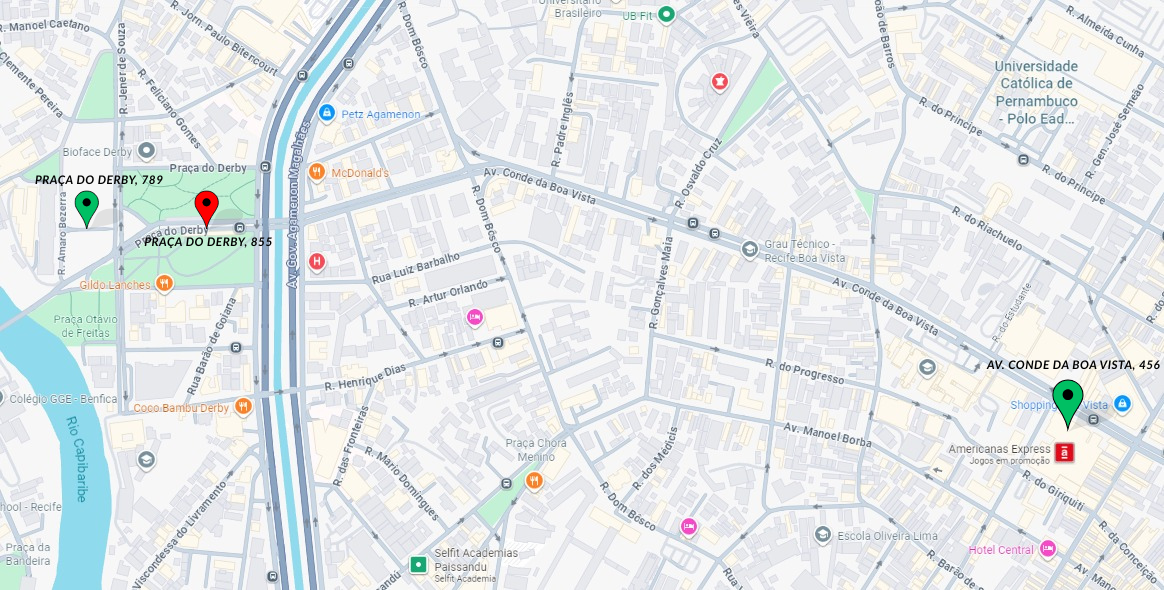 Universitário
Brasileiro
UB Fit
R. Manoel Caetano
R. Jorn. Paulo Bitencourt
R. Dom Bôsco
es Vieira
João de Barros
R. Almeida Cunha
Clemente Pereira
R. Jener de Souza
R. Feliciano Gomes
Petz Agamenon
Av. Gov. Agamenon Magalhães
R. Padre Inglês
Universidade
Católica de
Pernambuco
- Polo Ead...
R. do Príncipe
R. Gen. José Semeão
Bioface Derby
Praça do Derby
McDonald's
R. Osvaldo Cruz
R. do Príncipe
PRAÇA DO DERBY, 789
Av. Conde da Boa Vista
R. Amaro Bezerra
Praça do Derby
PRAÇA DO DERBY, 855
R. Dom Bôsco
R. do Riachuelo
Grau Técnico -
Recife Boa Vista
Rua Luiz Barbalho
R. Gonçalves Maia
Gildo Lanches
R. Artur Orlando
Av. Conde da Boa Vista
R. do Estudante
Praça Otávio
de Freitas
Rua Barão de Goiana
R. Henrique Dias
R. do Progresso
AV. CONDE DA BOA VISTA, 456
Colégio GGE - Benfica
Coco Bambu Derby
Shopping
Vista
Rio Capibaribe
R. das Fronteiras
Praça Chora
Menino
Av. Manoel Borba
Americanas Express
Jogos em promoção
R. Mario Domingues
R. dos Medicis
R. do Giriquiti
hool - Recife
Viscondessa do Livramento
R. Dom Bosco
Escola Oliveira Lima
R. da Conceição
Praça da
Bandeira
Selfit Academias
Paissandu
Selfit Academia
Hotel Central